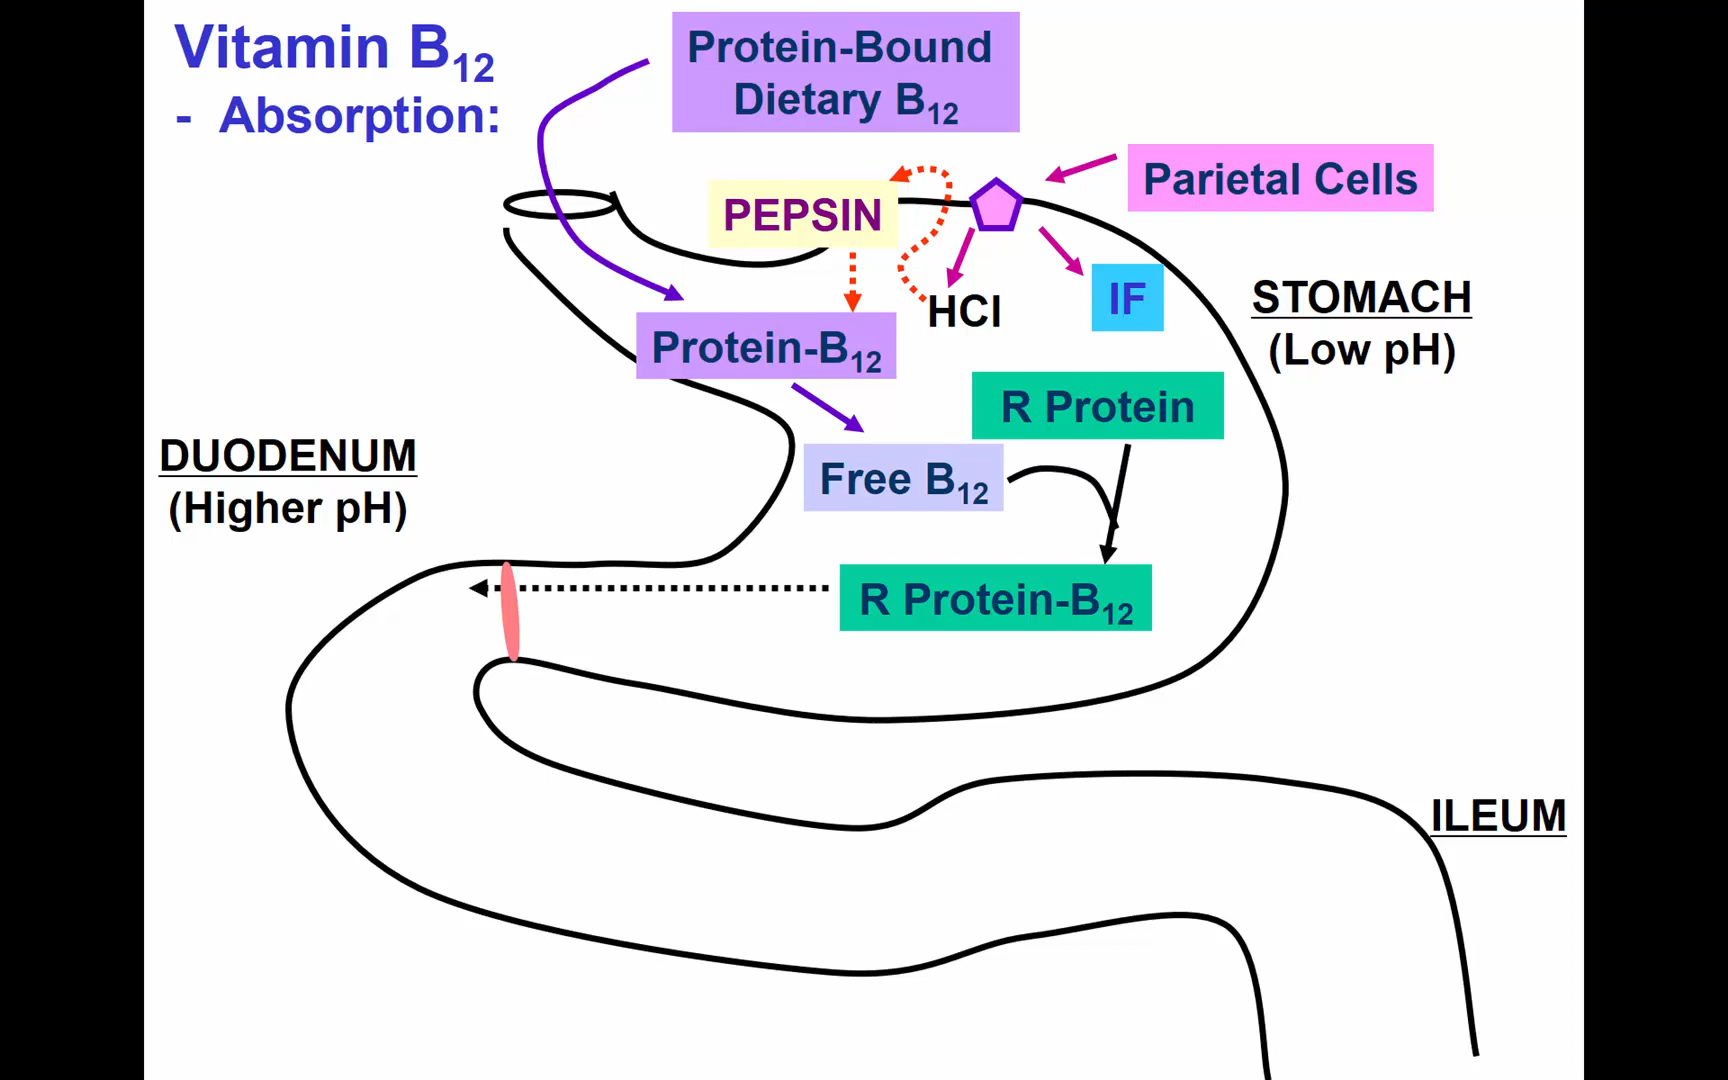 Vitamin B12
- Absorption:
Protein-Bound
Dietary B12
Parietal Cells
PEPSIN
HCl
IF
STOMACH
(Low pH)
Protein-B12
R Protein
DUODENUM
(Higher pH)
Free B12
R Protein-B12
ILEUM